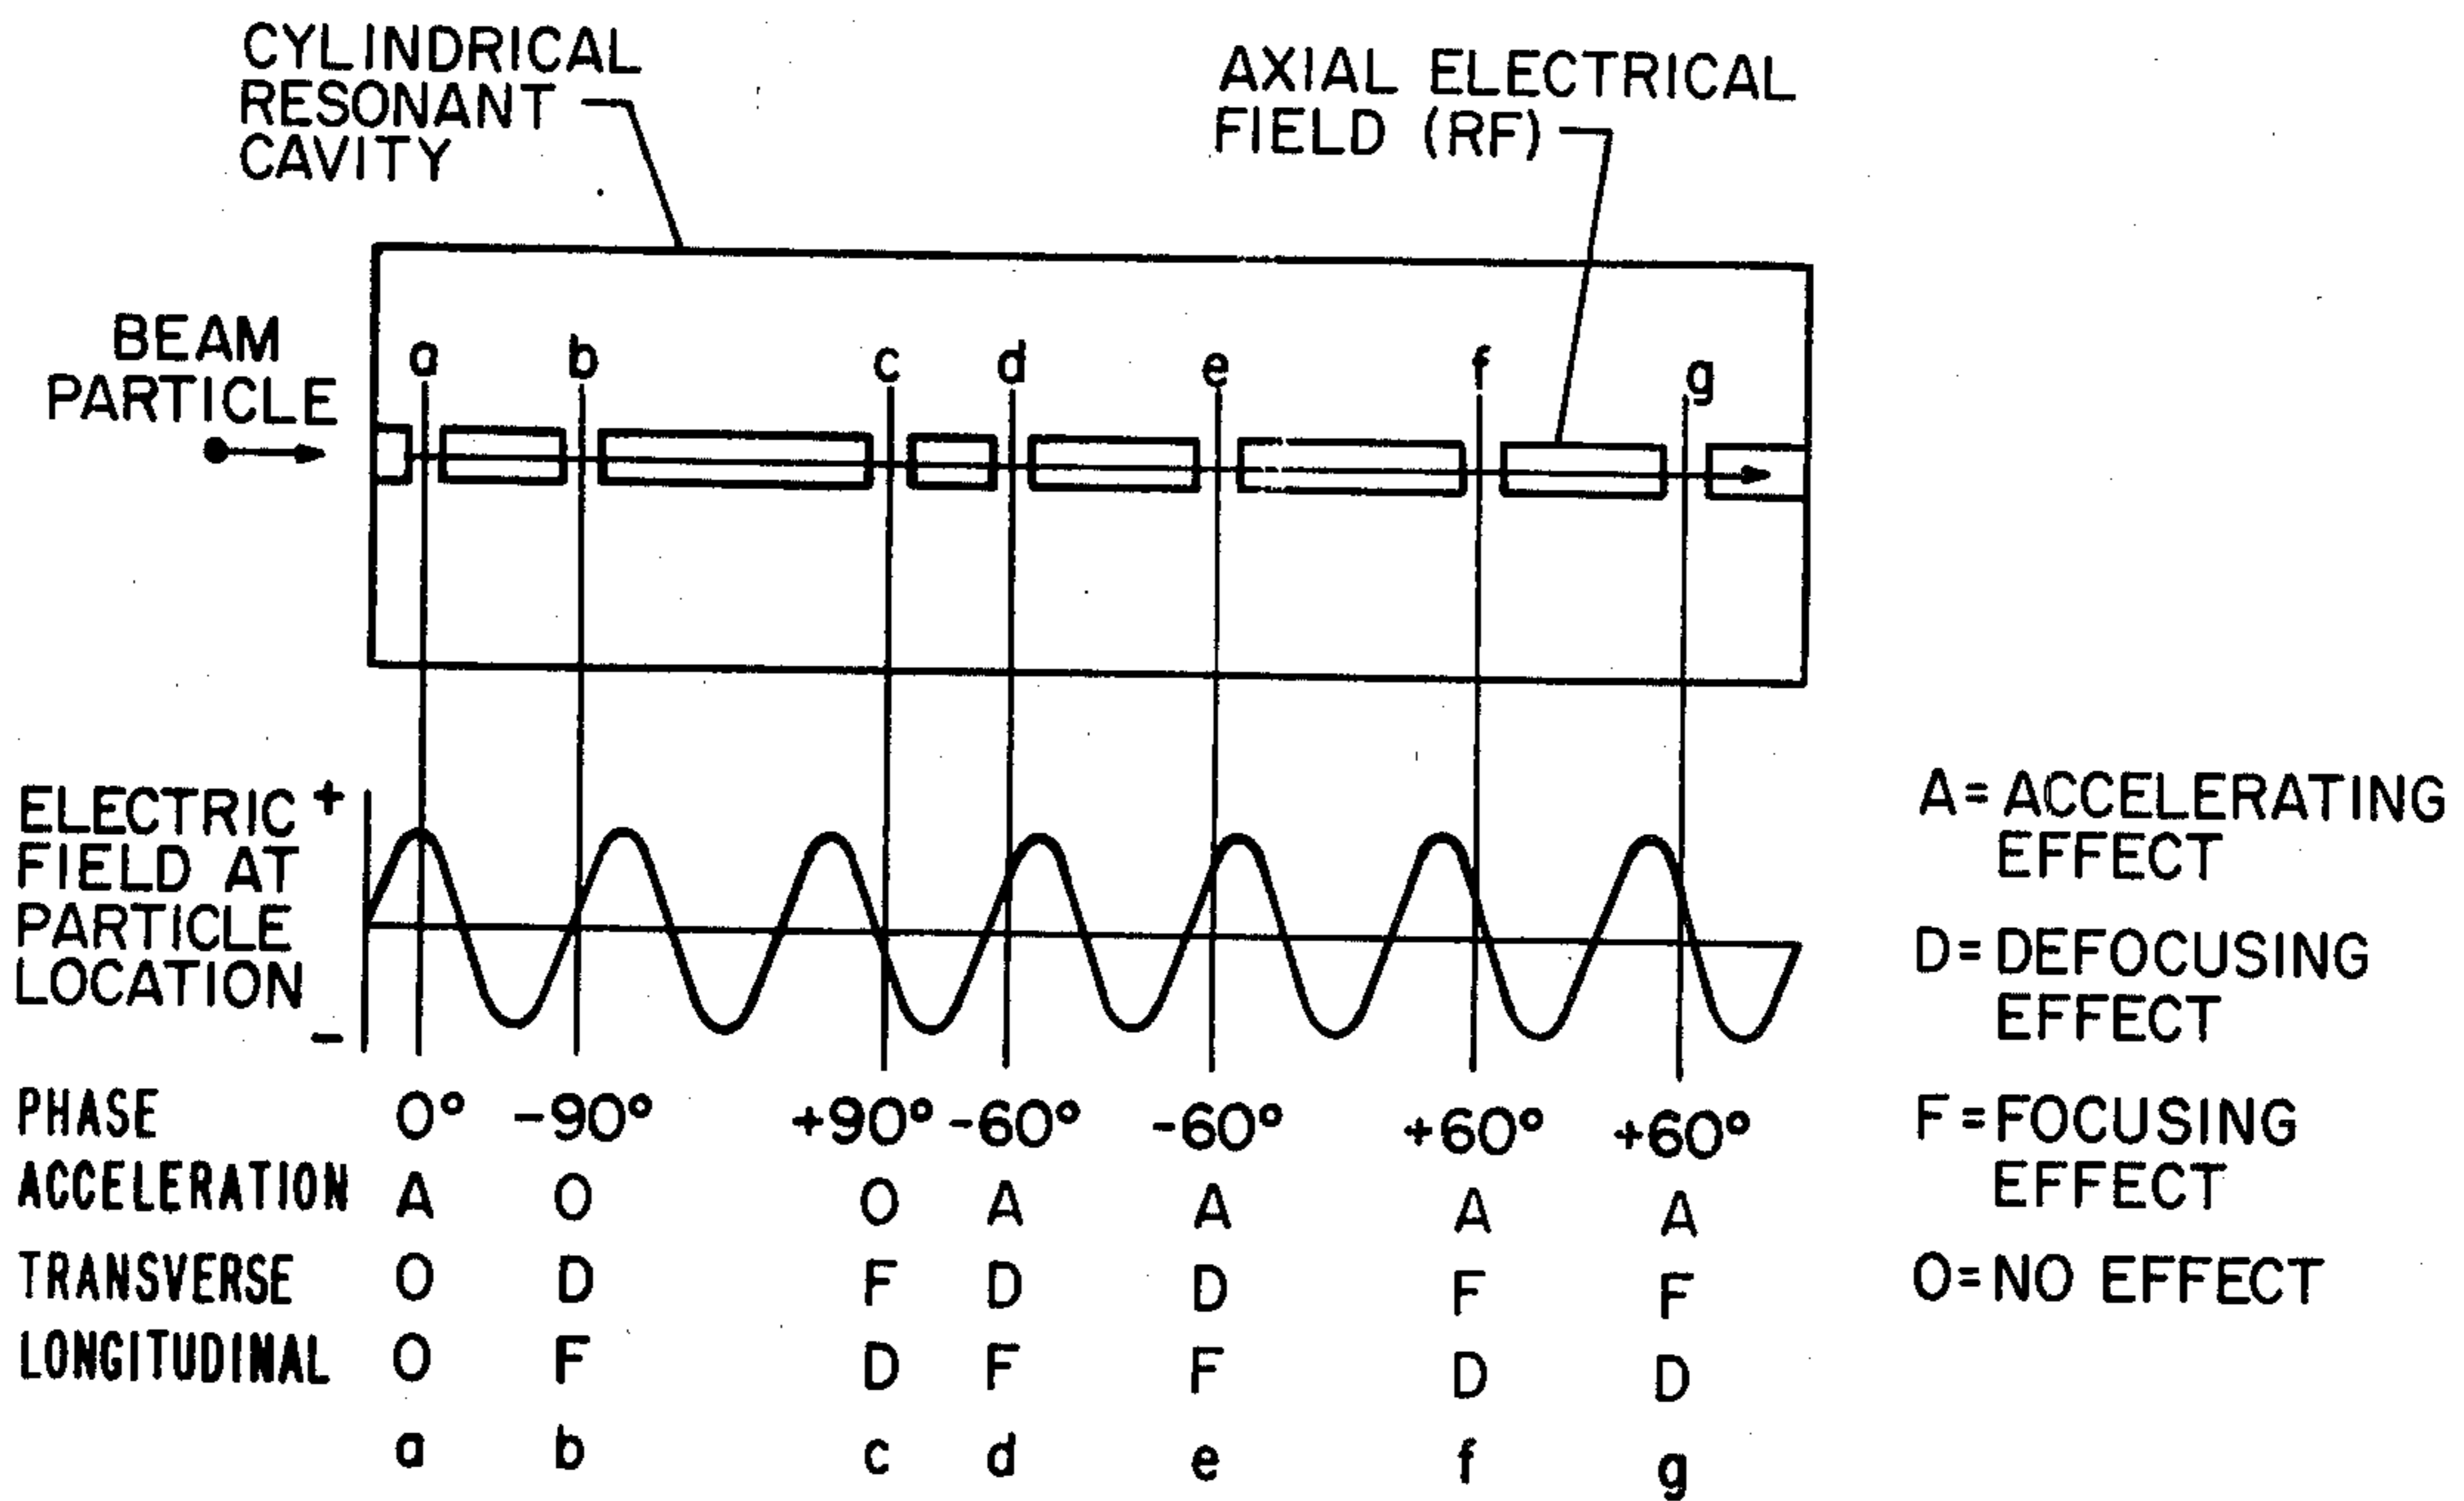 CYLINDRICAL
RESONANT
CAVITY
AXIAL ELECTRICAL
FIELD (RF)
BEAM
PARTICLE
a b c d e f g
ELECTRIC +
FIELD AT
PARTICLE
LOCATION
-
A = ACCELERATING
EFFECT
D = DEFOCUSING
EFFECT
F = FOCUSING
EFFECT
O = NO EFFECT
PHASE 0° -90° +90° -60° -60° +60° +60°
ACCELERATION A O O A A A A
TRANSVERSE O D F D D F F
LONGITUDINAL O F D F F D D
a b c d e f g